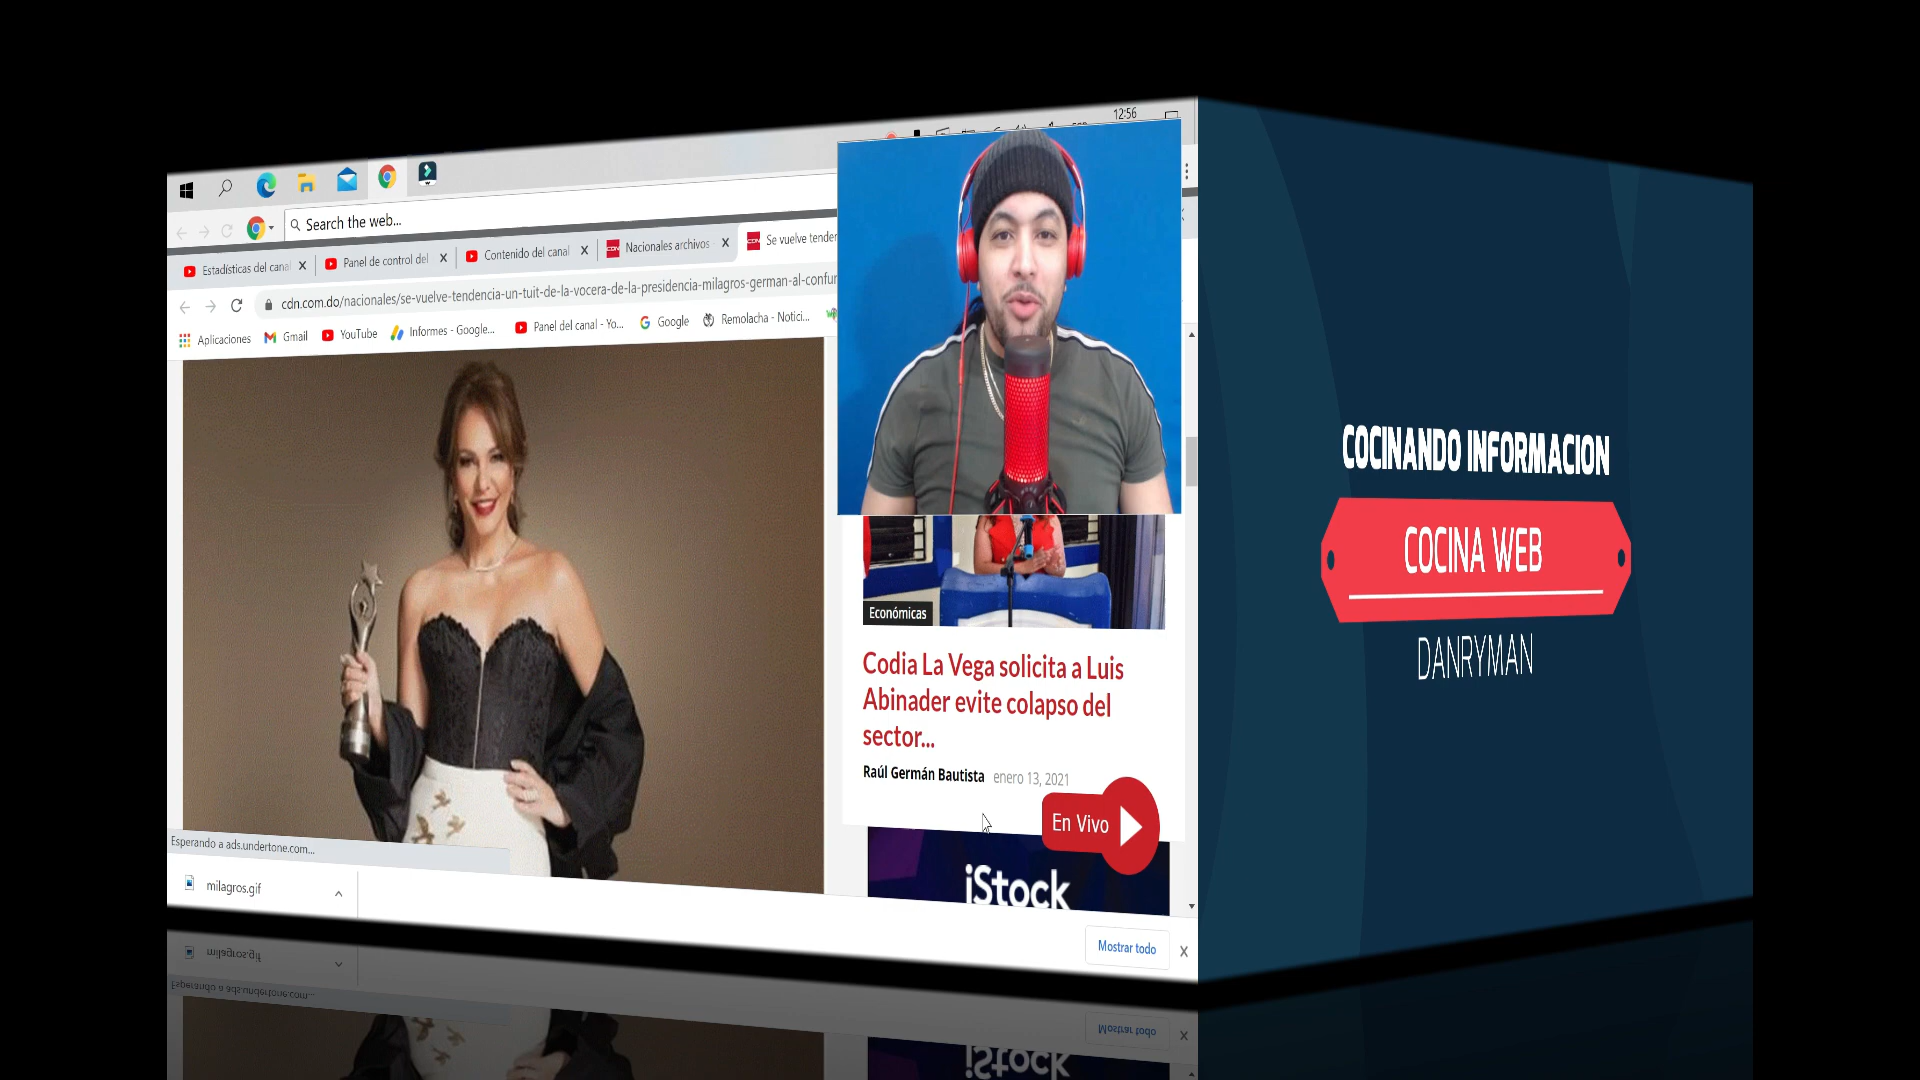 12:56
Search the web...
Estadísticas del canal
Panel de control del
Contenido del canal
Nacionales archivos
Se vuelve tenden
cdn.com.do/nacionales/se-vuelve-tendencia-un-tuit-de-la-vocera-de-la-presidencia-milagros-german-al-confun
Aplicaciones
Gmail
YouTube
Informes - Google...
Panel del canal - Yo...
Google
Remolacha - Notici...
Económicas
Codia La Vega solicita a Luis
Abinader evite colapso del
sector...
Raúl Germán Bautista enero 13, 2021
En Vivo
iStock
Esperando a ads.undertone.com...
milagros.gif
Mostrar todo
COCINANDO INFORMACION
COCINA WEB
DANRYMAN